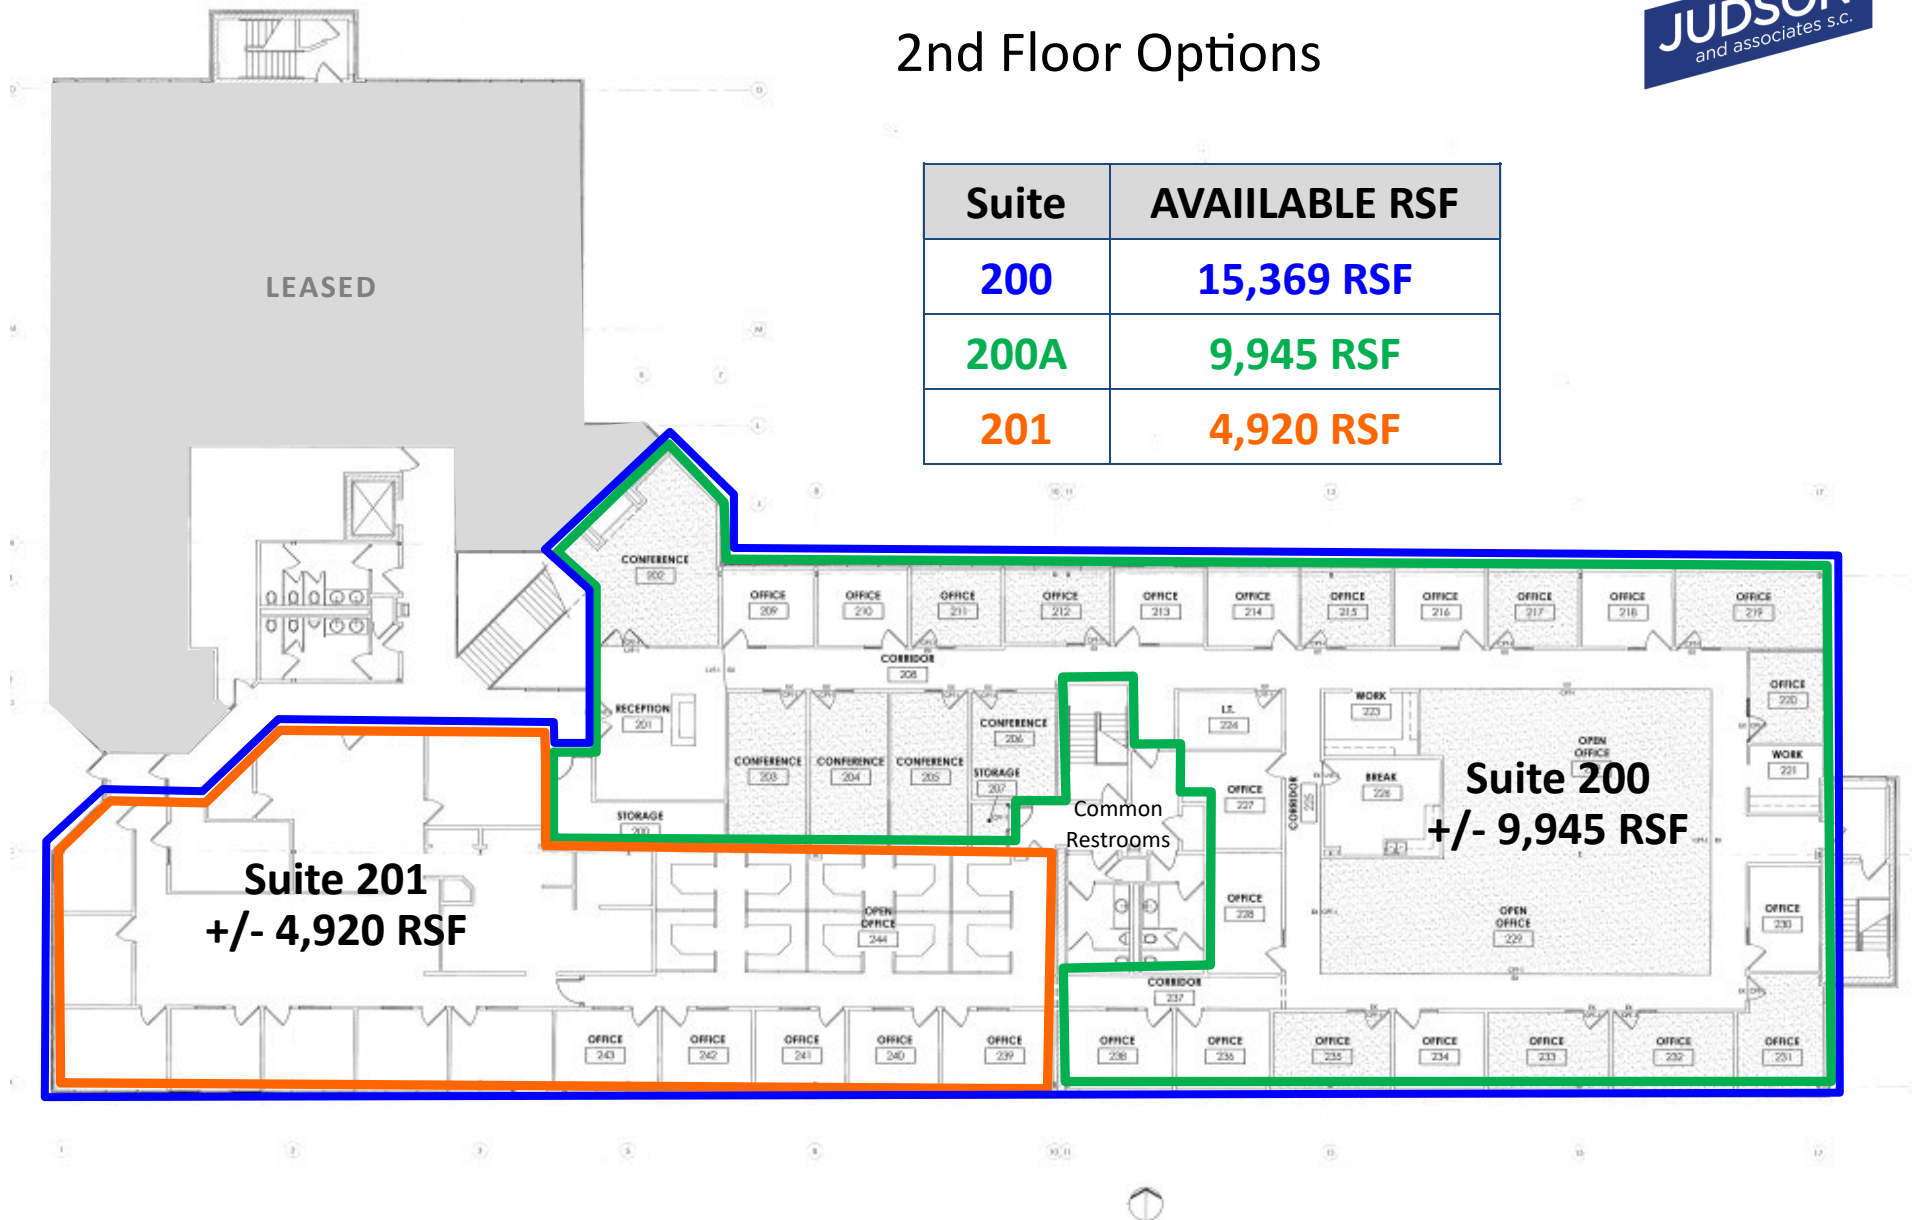 2nd Floor Options
JUDSON
and associates s.c.
Suite AVAIILABLE RSF
200 15,369 RSF
200A 9,945 RSF
201 4,920 RSF
LEASED
CONFERENCE
202
OFFICE
209
OFFICE
210
OFFICE
211
OFFICE
212
OFFICE
213
OFFICE
214
OFFICE
215
OFFICE
216
OFFICE
217
OFFICE
218
OFFICE
219
CORRIDOR
208
RECEPTION
201
CONFERENCE
203
CONFERENCE
204
CONFERENCE
205
CONFERENCE
206
STORAGE
207
STORAGE
200
I.T.
224
WORK
223
OPEN
OFFICE
OFFICE
220
WORK
221
BREAK
226
CORRIDOR
225
OFFICE
227
OFFICE
228
Common
Restrooms
Suite 200
+/- 9,945 RSF
Suite 201
+/- 4,920 RSF
OPEN
OFFICE
244
OPEN
OFFICE
229
OFFICE
230
CORRIDOR
237
OFFICE
243
OFFICE
242
OFFICE
241
OFFICE
240
OFFICE
239
OFFICE
238
OFFICE
236
OFFICE
235
OFFICE
234
OFFICE
233
OFFICE
232
OFFICE
231